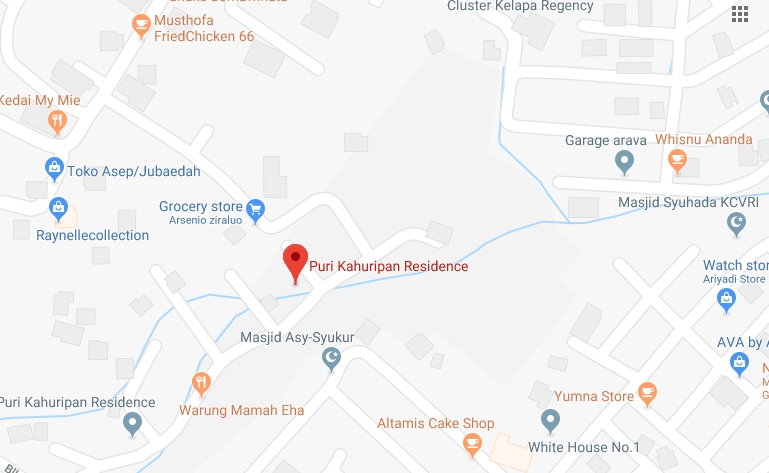 Cluster Kelapa Regency
Musthofa
FriedChicken 66
Kedai My Mie
Garage arava
Whisnu Ananda
Toko Asep/Jubaedah
Masjid Syuhada KCVRI
Grocery store
Arsenio ziraluo
Raynellecollection
Puri Kahuripan Residence
Watch stor
Ariyadi Store
Masjid Asy-Syukur
AVA by A
Puri Kahuripan Residence
Warung Mamah Eha
Yumna Store
Altamis Cake Shop
White House No.1